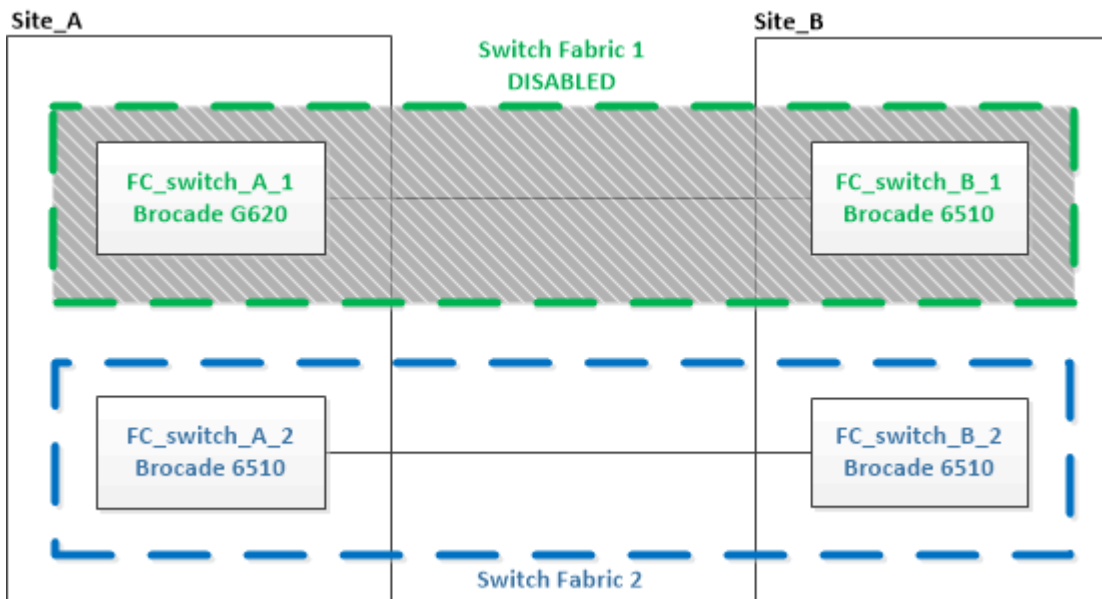 Site_A
Site_B
Switch Fabric 1
DISABLED
FC_switch_A_1
Brocade G620
FC_switch_B_1
Brocade 6510
FC_switch_A_2
Brocade 6510
FC_switch_B_2
Brocade 6510
Switch Fabric 2